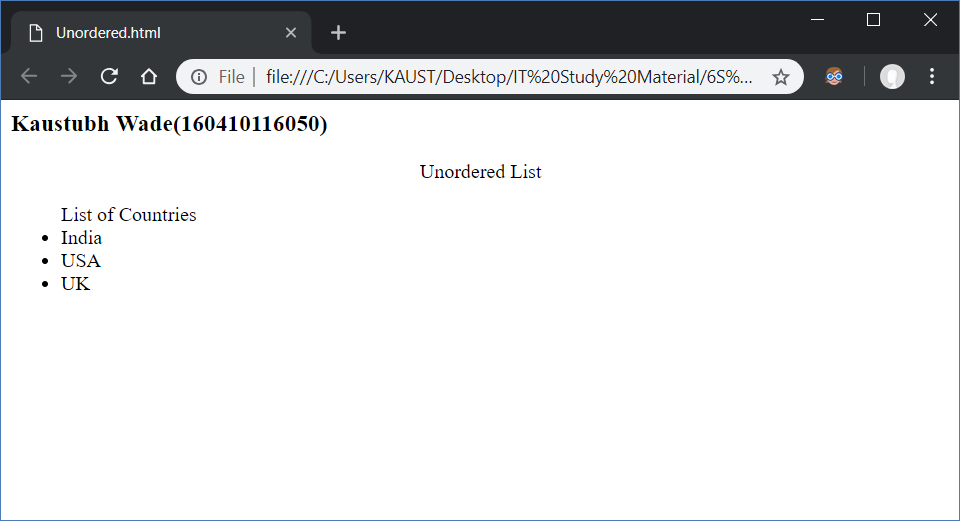 Unordered.html
File | file:///C:/Users/KAUST/Desktop/IT%20Study%20Material/6S%...
Kaustubh Wade(160410116050)
Unordered List
List of Countries
• India
• USA
• UK